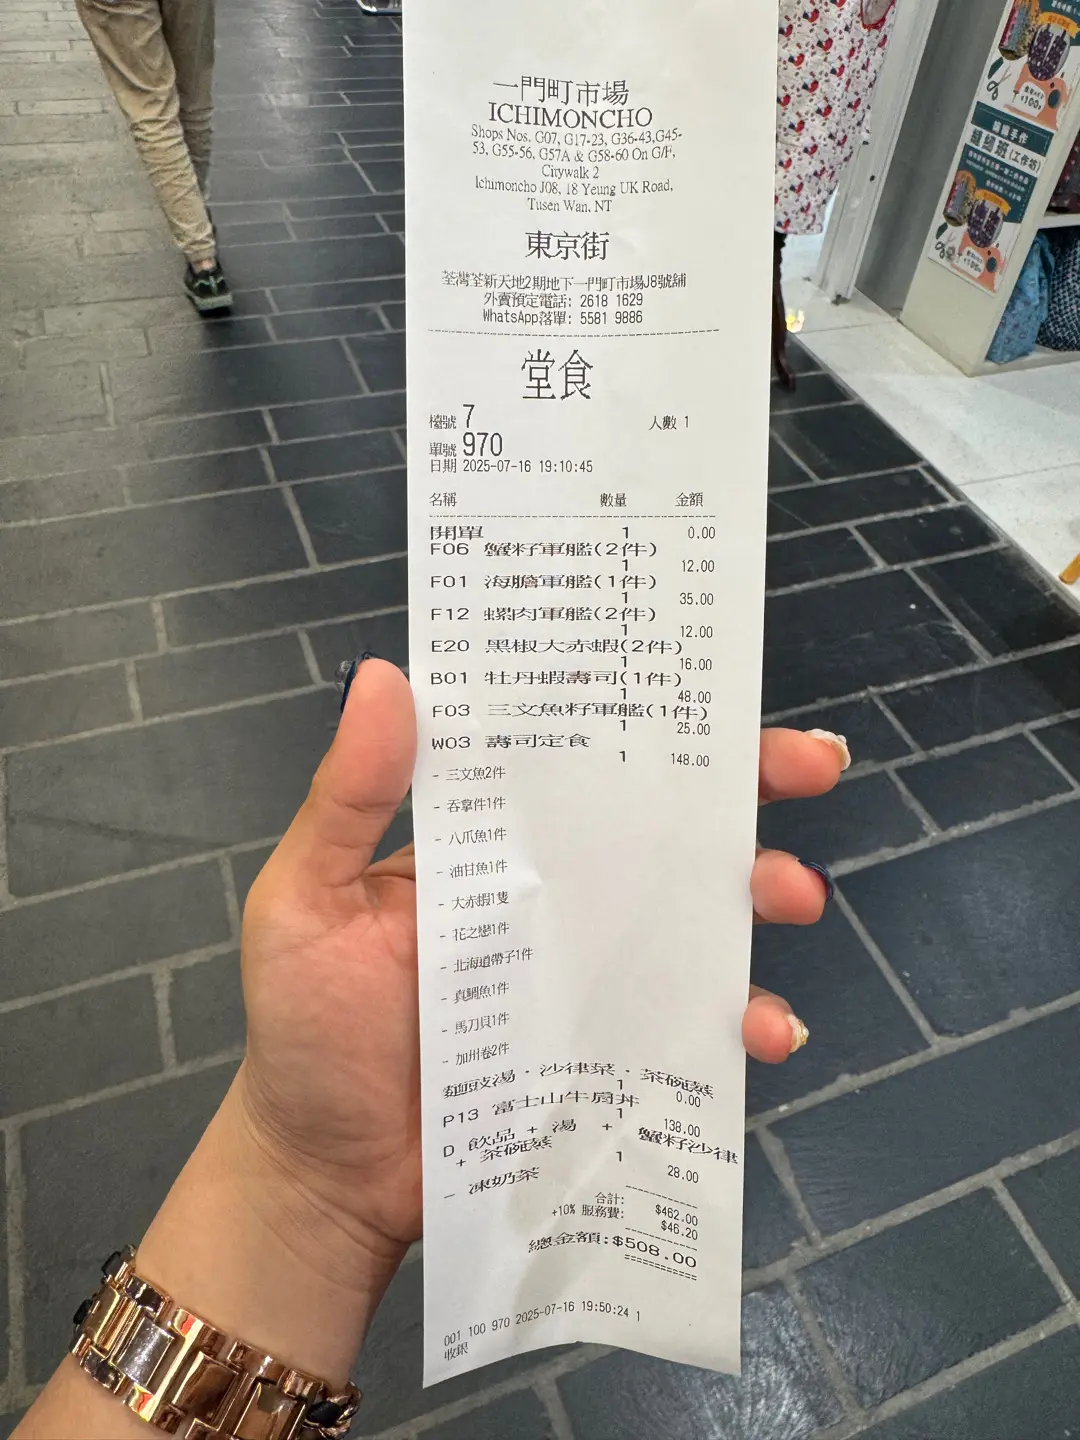 一門町市場
ICHIMONCHO
Shops Nos. G07, G17-23, G36-43,G45-
53, G55-56, G57A & G58-60 On G/F,
Citywalk 2
Ichimoncho J08, 18 Yeung UK Road,
Tusen Wan, NT
東京街
荃灣荃新天地2期地下一門町市場J8號舖
外賣預定電話: 2618 1629
WhatsApp落單: 5581 9886
堂食
檯號 7 人數 1
單號 970
日期 2025-07-16 19:10:45
名稱 數量 金額
開單 1 0.00
F06 蟹籽軍艦(2件)
1 12.00
F01 海膽軍艦(1件)
1 35.00
F12 螺肉軍艦(2件)
1 12.00
E20 黑椒大赤蝦(2件)
1 16.00
B01 牡丹蝦壽司(1件)
1 48.00
F03 三文魚籽軍艦(1件)
1 25.00
W03 壽司定食
1 148.00
- 三文魚2件
- 吞拿件1件
- 八爪魚1件
- 油甘魚1件
- 大赤蝦1隻
- 花之戀1件
- 北海道帶子1件
- 真鯛魚1件
- 馬刀貝1件
- 加州卷2件
麵豉湯．沙律菜．茶碗蒸
1 0.00
P13 富士山牛肩丼
1 138.00
D 飲品 + 湯 + 蟹籽沙律
+ 茶碗蒸
1 28.00
- 凍奶茶
合計: $462.00
+10% 服務費: $46.20
總金額:$508.00
001 100 970 2025-07-16 19:50:24 1
收銀
$100
頸繩手作
頸繩班(工作坊)
$100